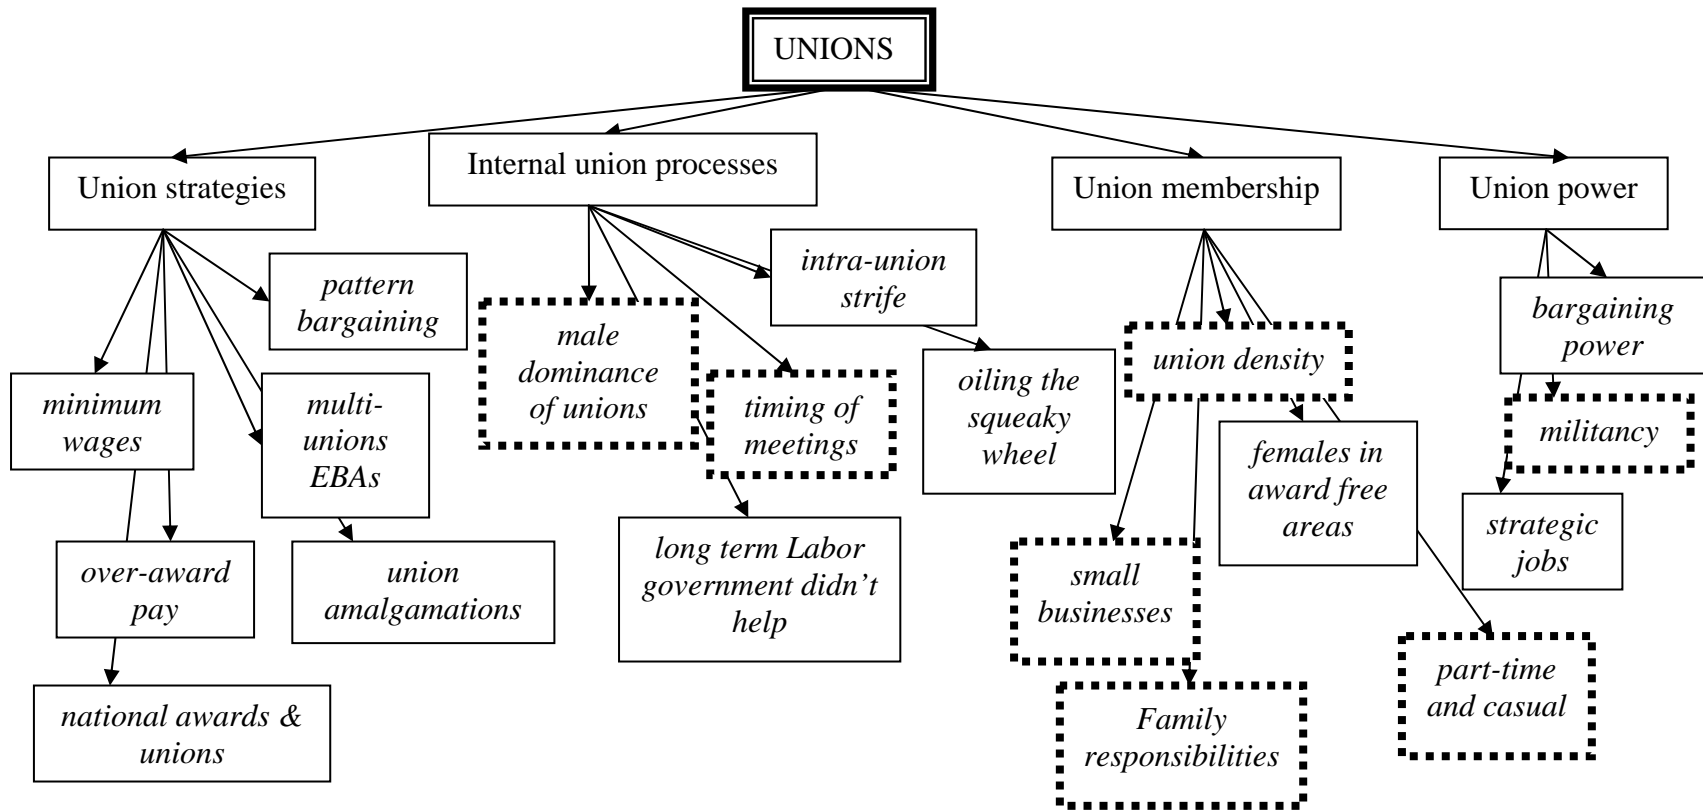 UNIONS
Union strategies
Internal union processes
Union membership
Union power
pattern
bargaining
minimum
wages
multi-
unions
EBAs
over-award
pay
union
amalgamations
national awards &
unions
intra-union
strife
male
dominance
of unions
timing of
meetings
oiling the
squeaky
wheel
long term Labor
government didn’t
help
union density
females in
award free
areas
small
businesses
Family
responsibilities
part-time
and casual
bargaining
power
militancy
strategic
jobs